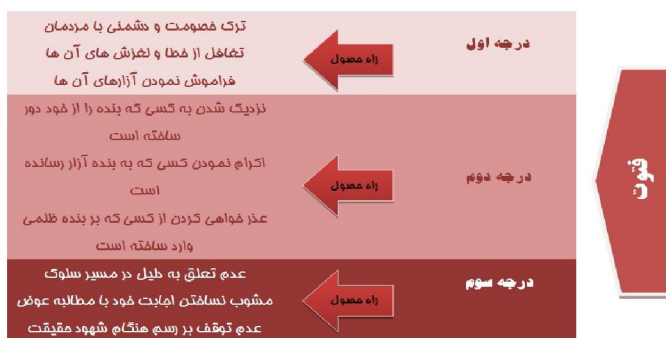 فتوت
درجه اول
راه حصول
ترک خصومت و دشمنی با مردمان
تغافل از خطا و لغزش های آن ها
فراموش نمودن آزارهای آن ها
درجه دوم
راه حصول
نزدیک شدن به کسی که بنده را از خود دور
ساخته است
اکرام نمودن کسی که به بنده آزار رسانده
است
عذر خواهی کردن از کسی که بر بنده ظلمی
وارد ساخته است
درجه سوم
راه حصول
عدم تعلق به دلیل در مسیر سلوک
مشوب نساختن اجابت خود با مطالبه عوض
عدم توقف بر رسم هنگام شهود حقیقت